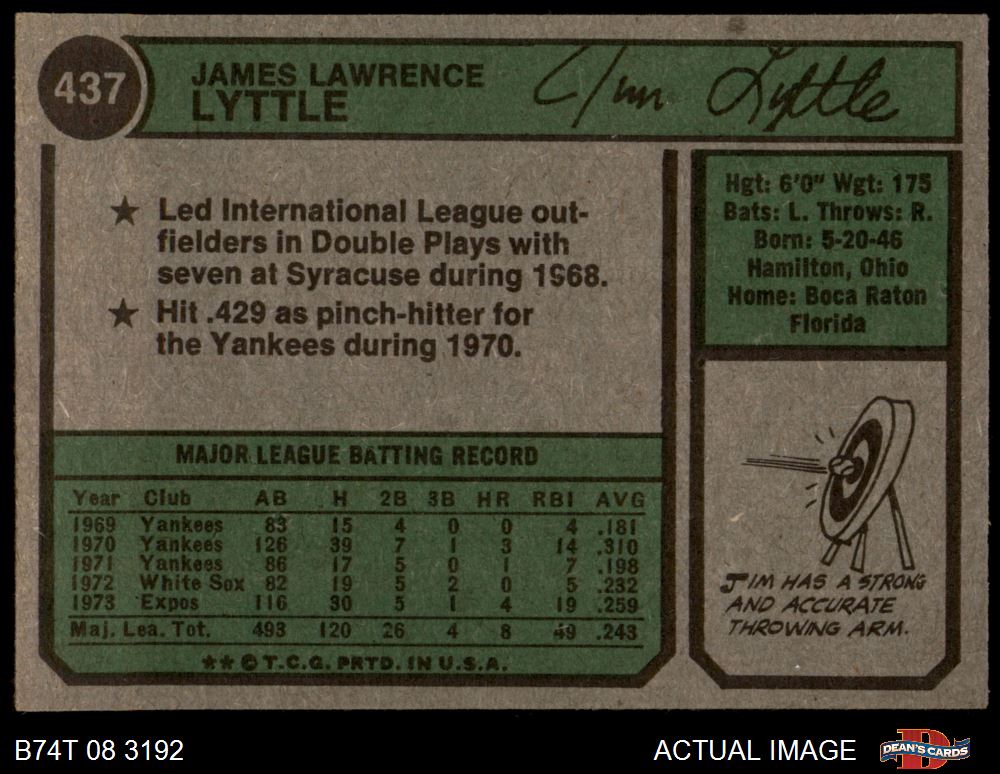 437
JAMES LAWRENCE
LYTTLE
Jim Lyttle
★ Led International League out-
fielders in Double Plays with
seven at Syracuse during 1968.
★ Hit .429 as pinch-hitter for
the Yankees during 1970.
Hgt: 6'0" Wgt: 175
Bats: L. Throws: R.
Born: 5-20-46
Hamilton, Ohio
Home: Boca Raton
Florida
MAJOR LEAGUE BATTING RECORD
Year Club AB H 2B 3B HR RBI AVG
1969 Yankees 83 15 4 0 0 4 .181
1970 Yankees 126 39 7 1 3 14 .310
1971 Yankees 86 17 5 0 1 7 .198
1972 White Sox 82 19 5 2 0 5 .232
1973 Expos 116 30 5 1 4 19 .259
Maj. Lea. Tot. 493 120 26 4 8 49 .243
★★ © T.C.G. PRTD. IN U.S.A.
JIM HAS A STRONG
AND ACCURATE
THROWING ARM.
B74T 08 3192
ACTUAL IMAGE
DEAN'S CARDS